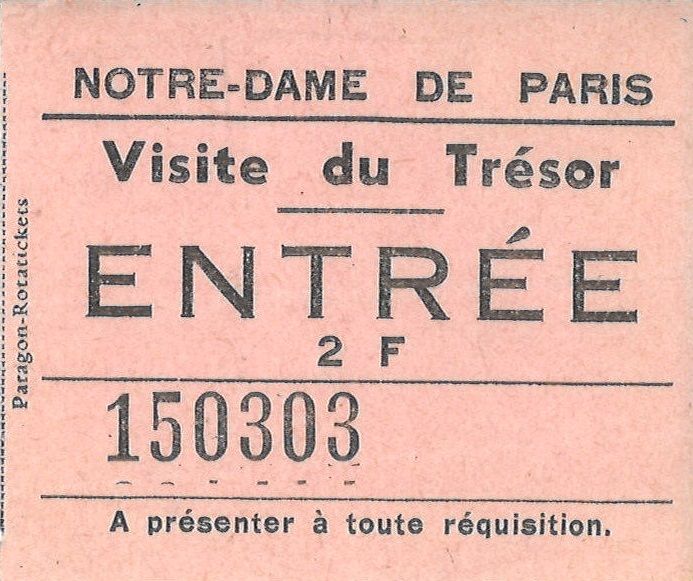 NOTRE-DAME DE PARIS
Visite du Trésor
ENTRÉE
2 F
150303
A présenter à toute réquisition.
Paragon-Rotatickets